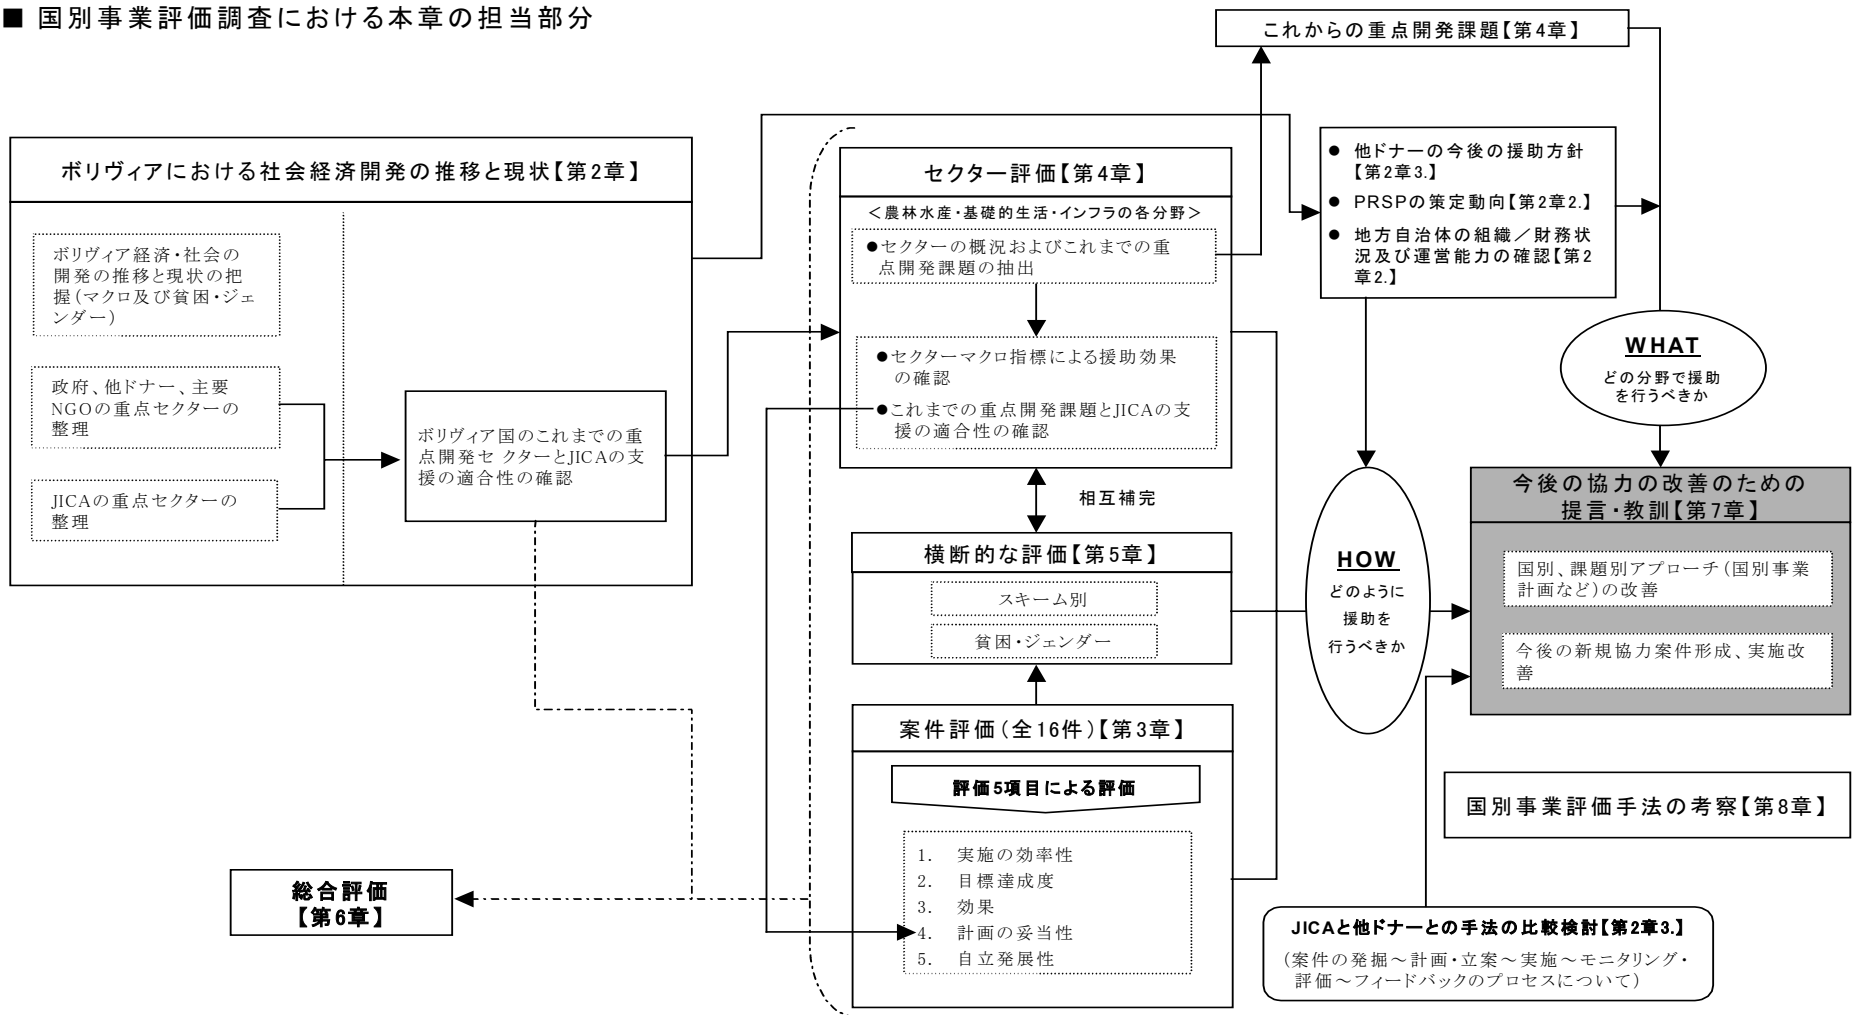 ■ 国別事業評価調査における本章の担当部分
これからの重点開発課題【第4章】
ボリヴィアにおける社会経済開発の推移と現状【第2章】
ボリヴィア経済・社会の
開発の推移と現状の把
握(マクロ及び貧困・ジェ
ンダー)
政府、他ドナー、主要
NGOの重点セクターの
整理
JICAの重点セクターの
整理
ボリヴィア国のこれまでの重
点開発セ クターとJICAの支
援の適合性の確認
セクター評価【第4章】
<農林水産・基礎的生活・インフラの各分野>
●セクターの概況およびこれまでの重
点開発課題の抽出
●セクターマクロ指標による援助効果
の確認
●これまでの重点開発課題とJICAの支
援の適合性の確認
相互補完
横断的な評価【第5章】
スキーム別
貧困・ジェンダー
案件評価(全16件)【第3章】
評価5項目による評価
1. 実施の効率性
2. 目標達成度
3. 効果
4. 計画の妥当性
5. 自立発展性
総合評価
【第6章】
● 他ドナーの今後の援助方針
【第2章3.】
● PRSPの策定動向【第2章2.】
● 地方自治体の組織/財務状
況及び運営能力の確認【第2
章2.】
WHAT
どの分野で援助
を行うべきか
HOW
どのように
援助を
行うべきか
今後の協力の改善のための
提言・教訓【第7章】
国別、課題別アプローチ(国別事業
計画など)の改善
今後の新規協力案件形成、実施改
善
国別事業評価手法の考察【第8章】
JICAと他ドナーとの手法の比較検討【第2章3.】
(案件の発掘~計画・立案~実施~モニタリング・
評価~フィードバックのプロセスについて)